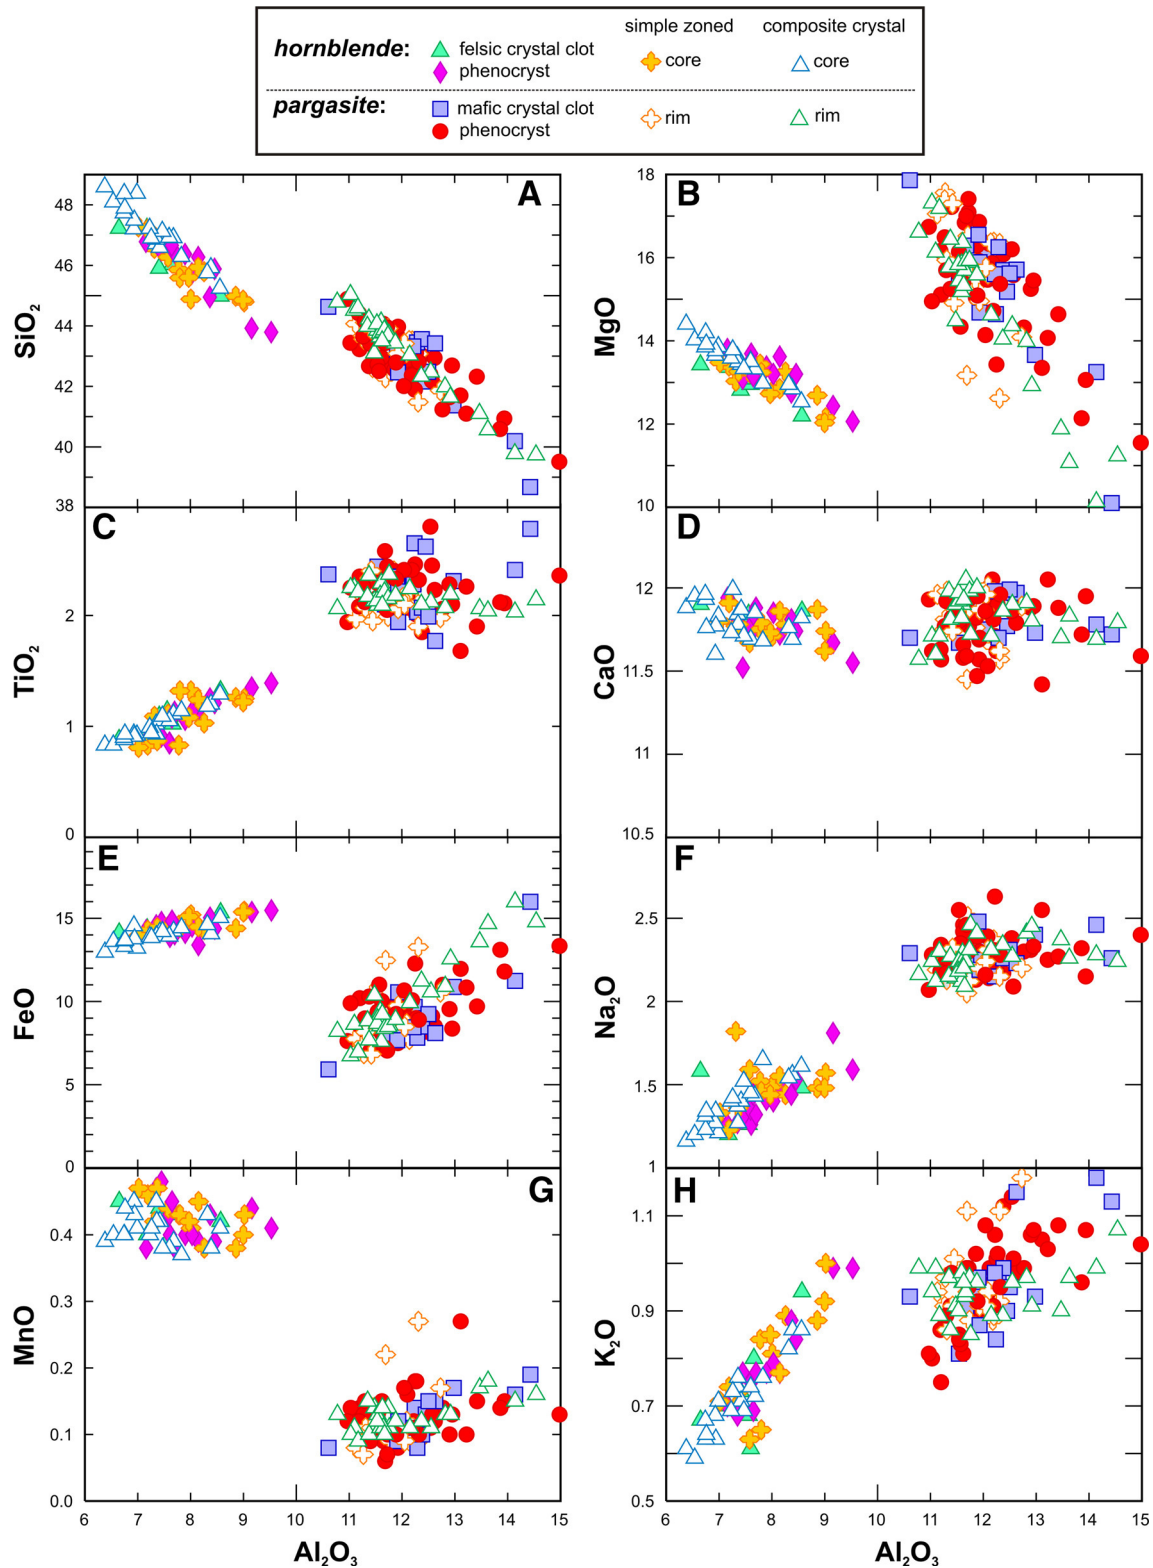 simple zoned composite crystal
hornblende: felsic crystal clot core core
phenocryst
pargasite: mafic crystal clot rim rim
phenocryst
A
48
46
44
42
40
38
SiO2
B
18
16
14
12
10
MgO
C
2
1
0
TiO2
D
12
11.5
11
10.5
CaO
E
15
10
5
0
FeO
F
2.5
2
1.5
1
Na2O
G
0.4
0.3
0.2
0.1
0.0
MnO
H
1.1
0.9
0.7
0.5
K2O
6 7 8 9 10 11 12 13 14 15
Al2O3
6 7 8 9 10 11 12 13 14 15
Al2O3